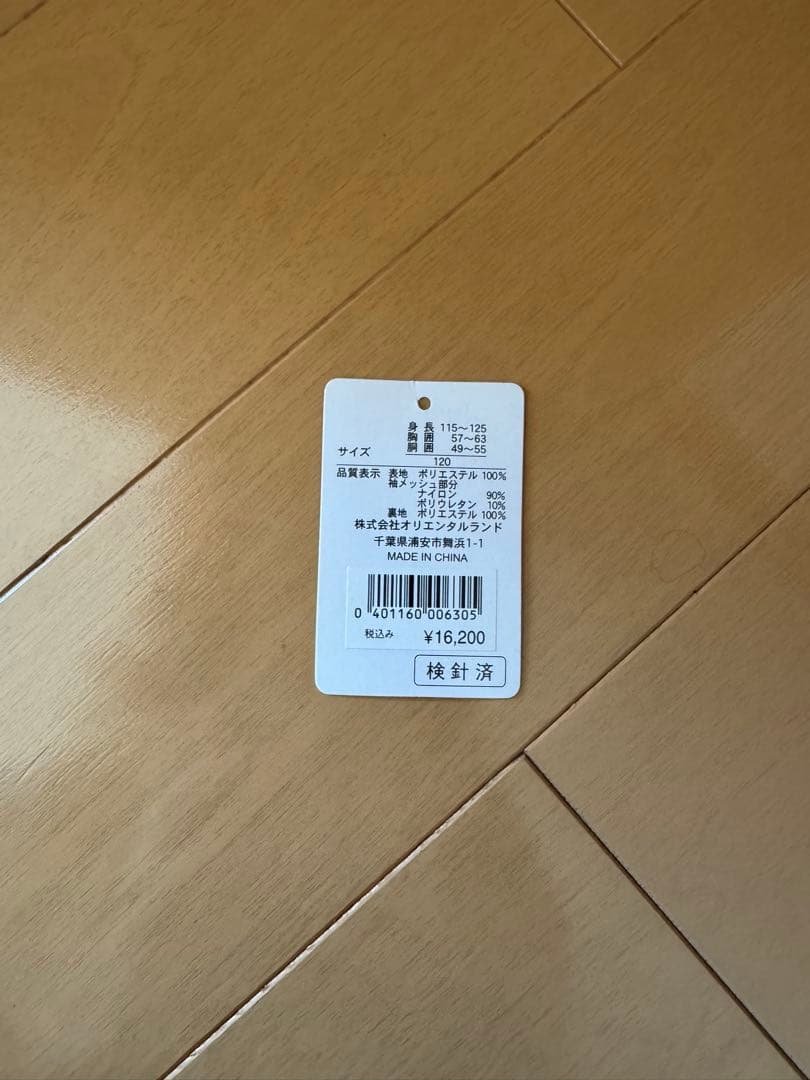 身長 115〜125
胸囲 57〜63
サイズ 胴囲 49〜55
120
品質表示 表地 ポリエステル 100%
袖メッシュ部分
ナイロン 90%
ポリウレタン 10%
裏地 ポリエステル 100%
株式会社オリエンタルランド
千葉県浦安市舞浜1-1
MADE IN CHINA
0 401160 006305
税込み ¥16,200
検針済